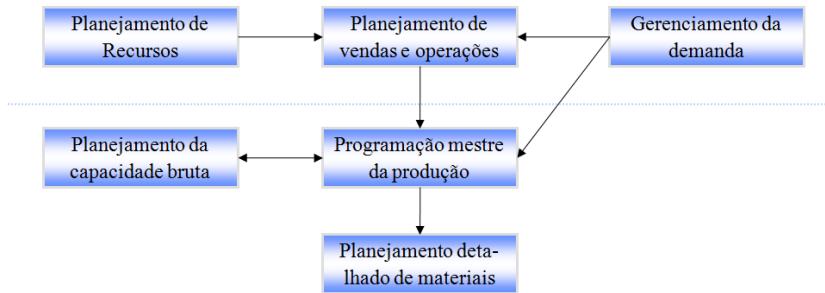 Planejamento de
Recursos
Planejamento de
vendas e operações
Gerenciamento da
demanda
Planejamento da
capacidade bruta
Programação mestre
da produção
Planejamento deta-
lhado de materiais